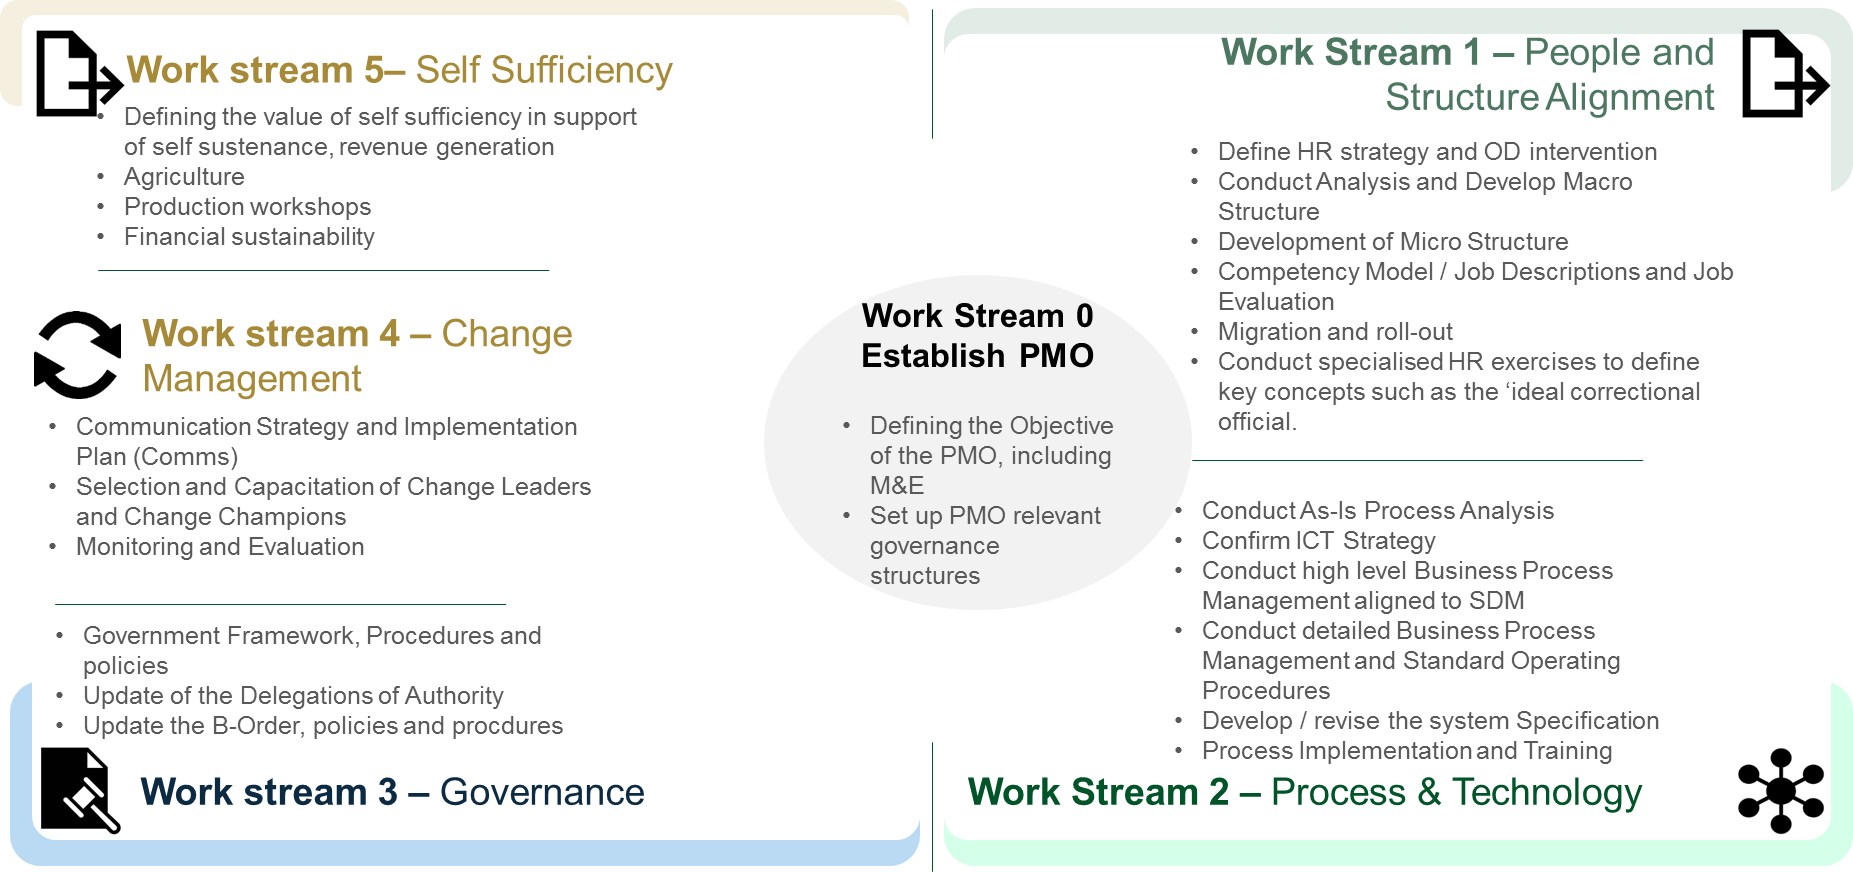 Work stream 5– Self Sufficiency
• Defining the value of self sufficiency in support
of self sustenance, revenue generation
• Agriculture
• Production workshops
• Financial sustainability
Work stream 4 – Change
Management
• Communication Strategy and Implementation
Plan (Comms)
• Selection and Capacitation of Change Leaders
and Change Champions
• Monitoring and Evaluation
• Government Framework, Procedures and
policies
• Update of the Delegations of Authority
• Update the B-Order, policies and procdures
Work stream 3 – Governance
Work Stream 0
Establish PMO
• Defining the Objective
of the PMO, including
M&E
• Set up PMO relevant
governance
structures
Work Stream 1 – People and
Structure Alignment
• Define HR strategy and OD intervention
• Conduct Analysis and Develop Macro
Structure
• Development of Micro Structure
• Competency Model / Job Descriptions and Job
Evaluation
• Migration and roll-out
• Conduct specialised HR exercises to define
key concepts such as the ‘ideal correctional
official.
• Conduct As-Is Process Analysis
• Confirm ICT Strategy
• Conduct high level Business Process
Management aligned to SDM
• Conduct detailed Business Process
Management and Standard Operating
Procedures
• Develop / revise the system Specification
• Process Implementation and Training
Work Stream 2 – Process & Technology